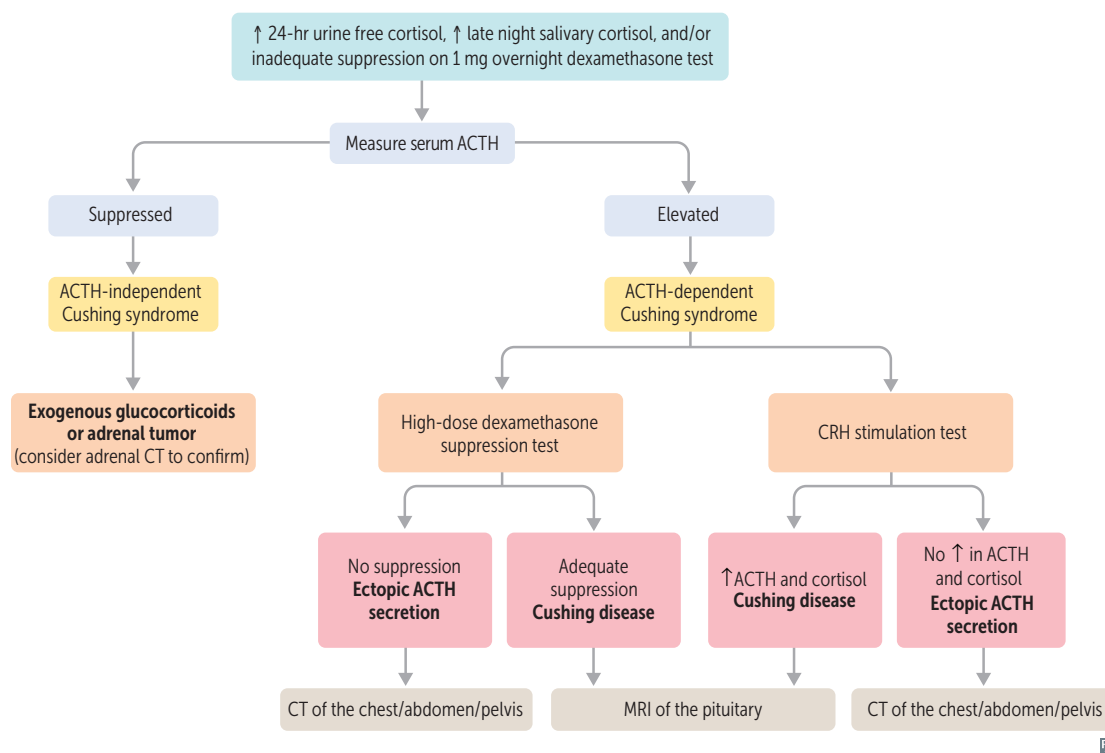 ↑ 24-hr urine free cortisol, ↑ late night salivary cortisol, and/or
inadequate suppression on 1 mg overnight dexamethasone test
Measure serum ACTH
Suppressed
Elevated
ACTH-independent
Cushing syndrome
ACTH-dependent
Cushing syndrome
Exogenous glucocorticoids
or adrenal tumor
(consider adrenal CT to confirm)
High-dose dexamethasone
suppression test
CRH stimulation test
No suppression
Ectopic ACTH
secretion
Adequate
suppression
Cushing disease
↑ACTH and cortisol
Cushing disease
No ↑ in ACTH
and cortisol
Ectopic ACTH
secretion
CT of the chest/abdomen/pelvis
MRI of the pituitary
CT of the chest/abdomen/pelvis